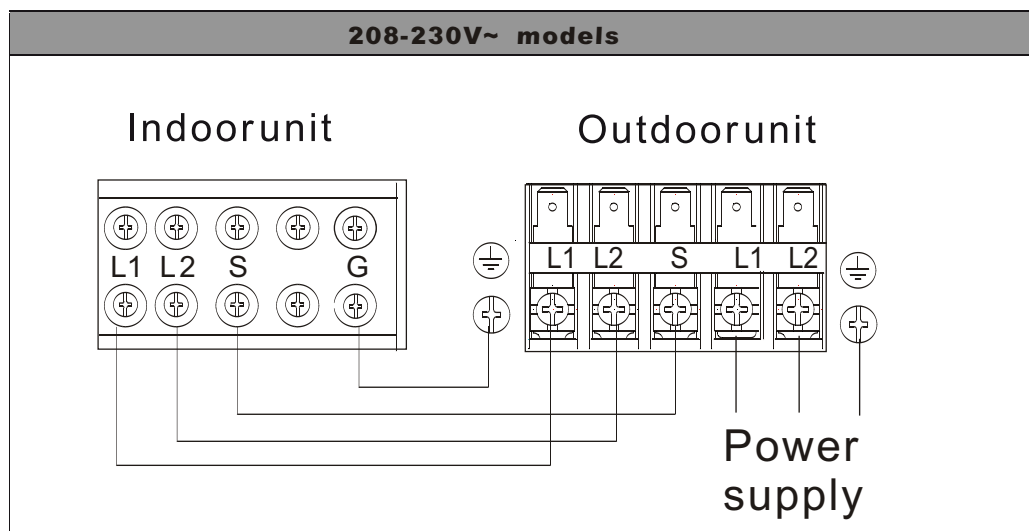 208-230V~ models
Indoorunit
Outdoorunit
L1 L2 S G
L1 L2 S L1 L2
Power
supply